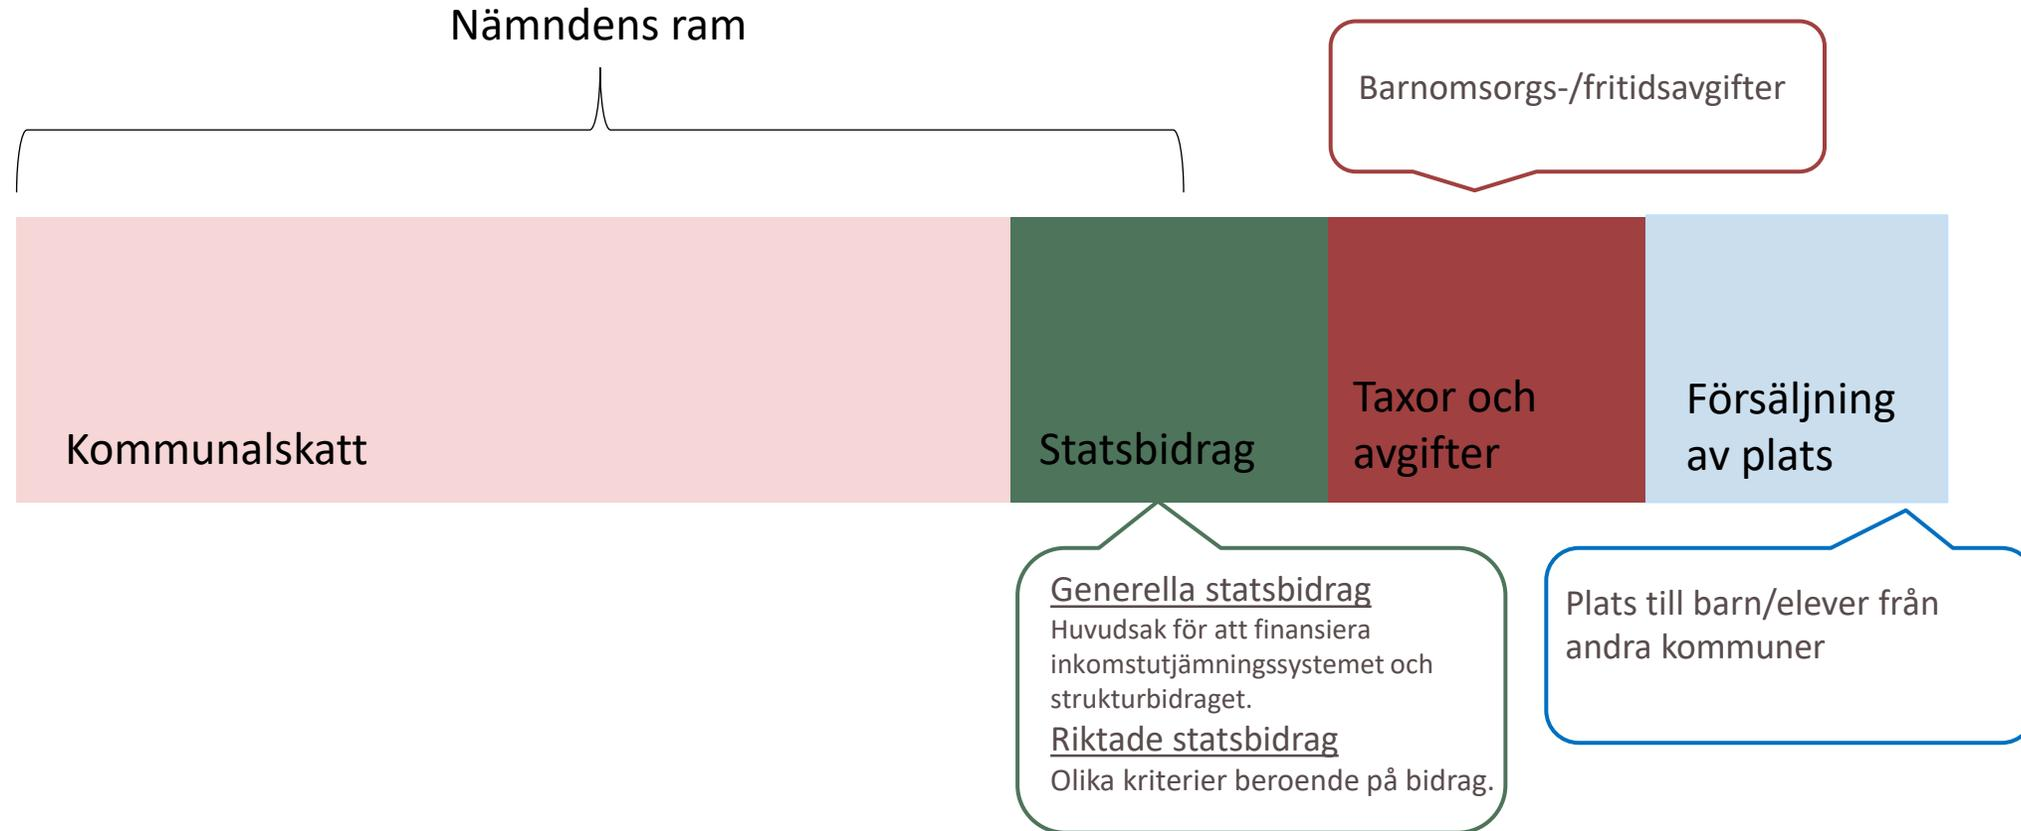 Nämndens ram
Barnomsorgs-/fritidsavgifter
Kommunalskatt
Statsbidrag
Taxor och
avgifter
Försäljning
av plats
Generella statsbidrag
Huvudsak för att finansiera
inkomstutjämningssystemet och
strukturbidraget.
Riktade statsbidrag
Olika kriterier beroende på bidrag.
Plats till barn/elever från
andra kommuner